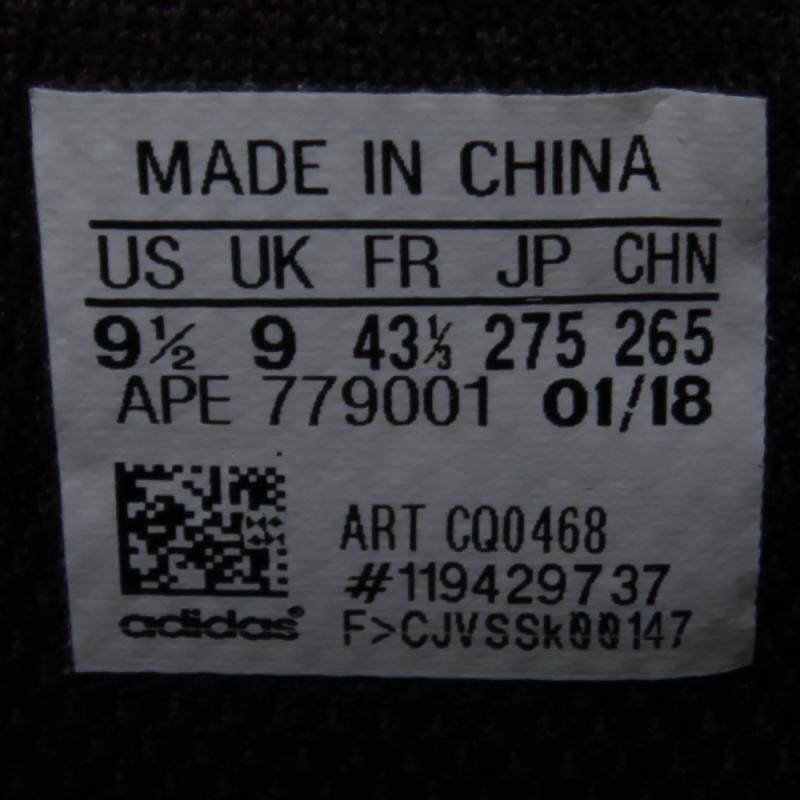 MADE IN CHINA
US UK FR JP CHN
9½ 9 43⅓ 275 265
APE 779001 01/18
ART CQ0468
#119429737
adidas®
F>CJVSSk00147